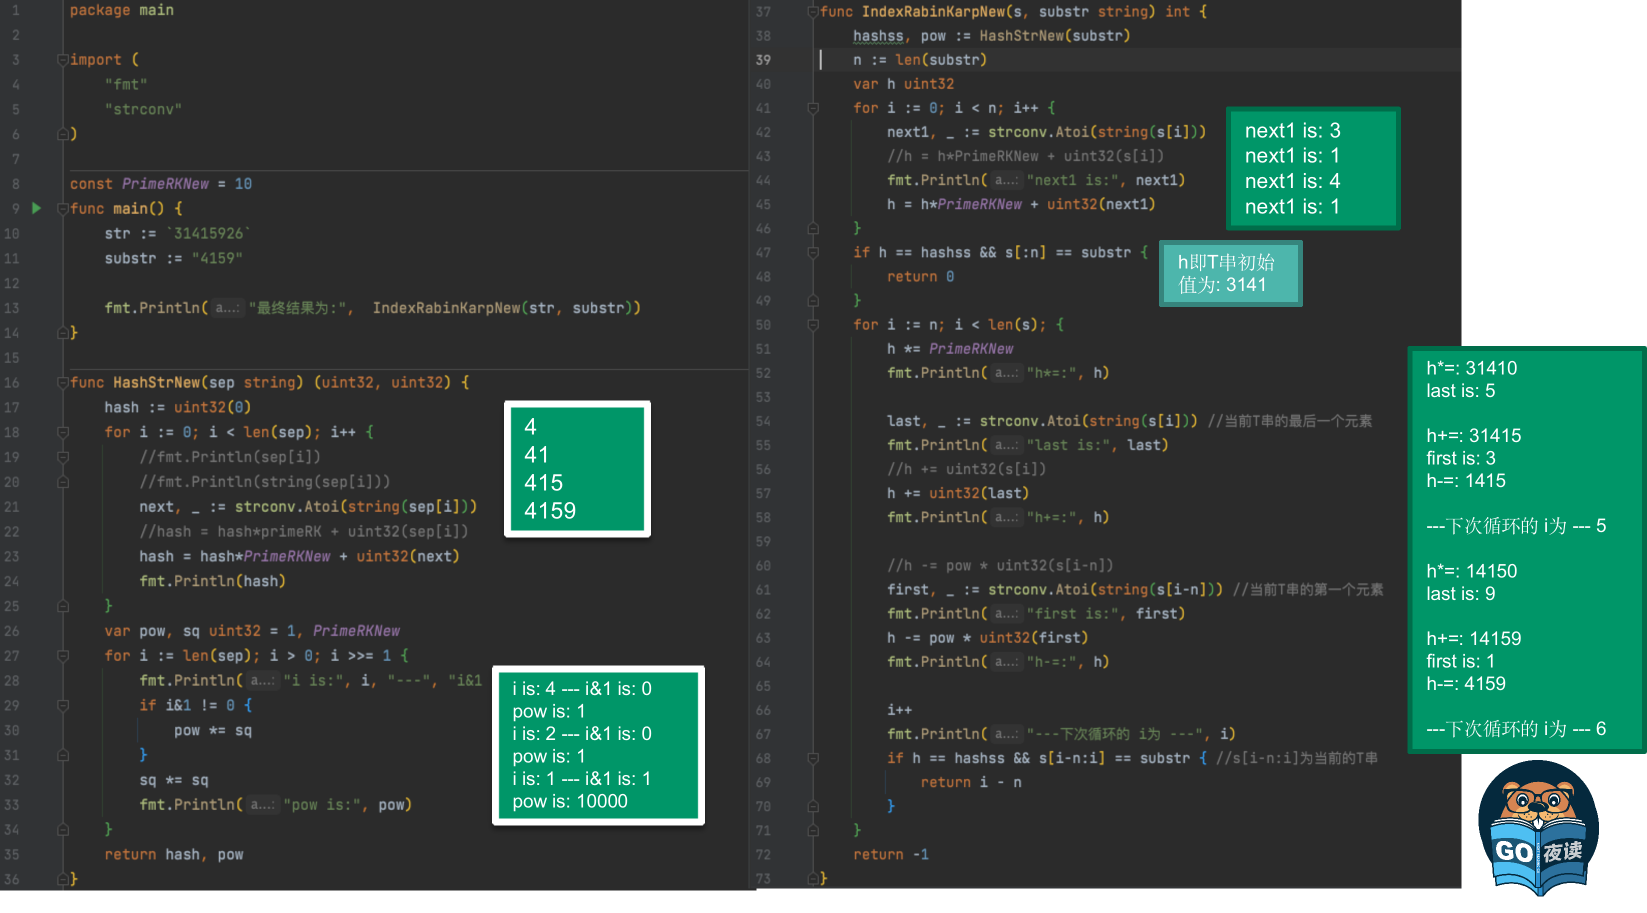 1 package main
2
3 import (
4 "fmt"
5 "strconv"
6 )
7
8 const PrimeRKNew = 10
9 func main() {
10 str := `31415926`
11 substr := "4159"
12
13 fmt.Println( a...: "最终结果为:", IndexRabinKarpNew(str, substr))
14 }
15
16 func HashStrNew(sep string) (uint32, uint32) {
17 hash := uint32(0)
18 for i := 0; i < len(sep); i++ {
19 //fmt.Println(sep[i])
20 //fmt.Println(string(sep[i]))
21 next, _ := strconv.Atoi(string(sep[i]))
22 //hash = hash*primeRK + uint32(sep[i])
23 hash = hash*PrimeRKNew + uint32(next)
24 fmt.Println(hash)
25 }
26 var pow, sq uint32 = 1, PrimeRKNew
27 for i := len(sep); i > 0; i >>= 1 {
28 fmt.Println( a...: "i is:", i, "---", "i&1
29 if i&1 != 0 {
30 pow *= sq
31 }
32 sq *= sq
33 fmt.Println( a...: "pow is:", pow)
34 }
35 return hash, pow
36 }
4
41
415
4159
i is: 4 --- i&1 is: 0
pow is: 1
i is: 2 --- i&1 is: 0
pow is: 1
i is: 1 --- i&1 is: 1
pow is: 10000
37 func IndexRabinKarpNew(s, substr string) int {
38 hashss, pow := HashStrNew(substr)
39 n := len(substr)
40 var h uint32
41 for i := 0; i < n; i++ {
42 next1, _ := strconv.Atoi(string(s[i]))
43 //h = h*PrimeRKNew + uint32(s[i])
44 fmt.Println( a...: "next1 is:", next1)
45 h = h*PrimeRKNew + uint32(next1)
46 }
47 if h == hashss && s[:n] == substr {
48 return 0
49 }
50 for i := n; i < len(s); {
51 h *= PrimeRKNew
52 fmt.Println( a...: "h*=:", h)
53
54 last, _ := strconv.Atoi(string(s[i])) //当前T串的最后一个元素
55 fmt.Println( a...: "last is:", last)
56 //h += uint32(s[i])
57 h += uint32(last)
58 fmt.Println( a...: "h+=:", h)
59
60 //h -= pow * uint32(s[i-n])
61 first, _ := strconv.Atoi(string(s[i-n])) //当前T串的第一个元素
62 fmt.Println( a...: "first is:", first)
63 h -= pow * uint32(first)
64 fmt.Println( a...: "h-=:", h)
65
66 i++
67 fmt.Println( a...: "---下次循环的 i为 ---", i)
68 if h == hashss && s[i-n:i] == substr { //s[i-n:i]为当前的T串
69 return i - n
70 }
71 }
72 return -1
73 }
next1 is: 3
next1 is: 1
next1 is: 4
next1 is: 1
h即T串初始
值为: 3141
h*=: 31410
last is: 5
h+=: 31415
first is: 3
h-=: 1415
---下次循环的 i为 --- 5
h*=: 14150
last is: 9
h+=: 14159
first is: 1
h-=: 4159
---下次循环的 i为 --- 6
GO 夜读